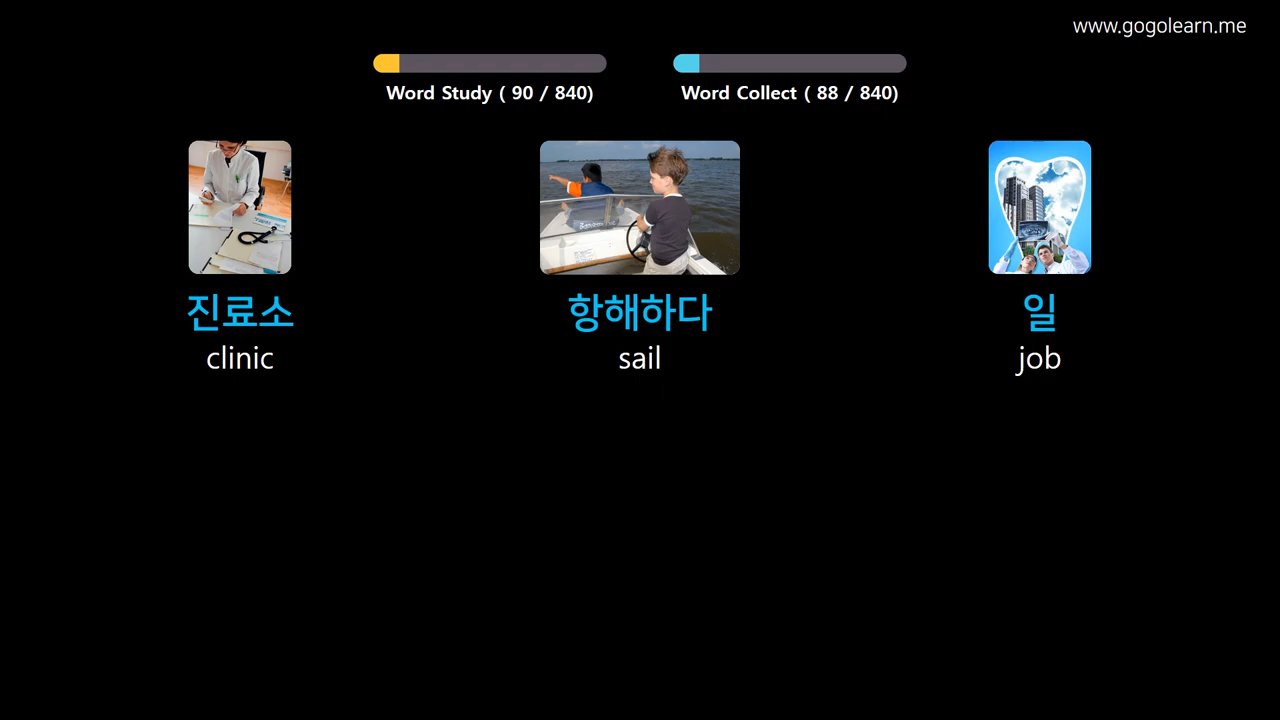 www.gogolearn.me
Word Study ( 90 / 840)
Word Collect ( 88 / 840)
진료소
항해하다
일
clinic
sail
job